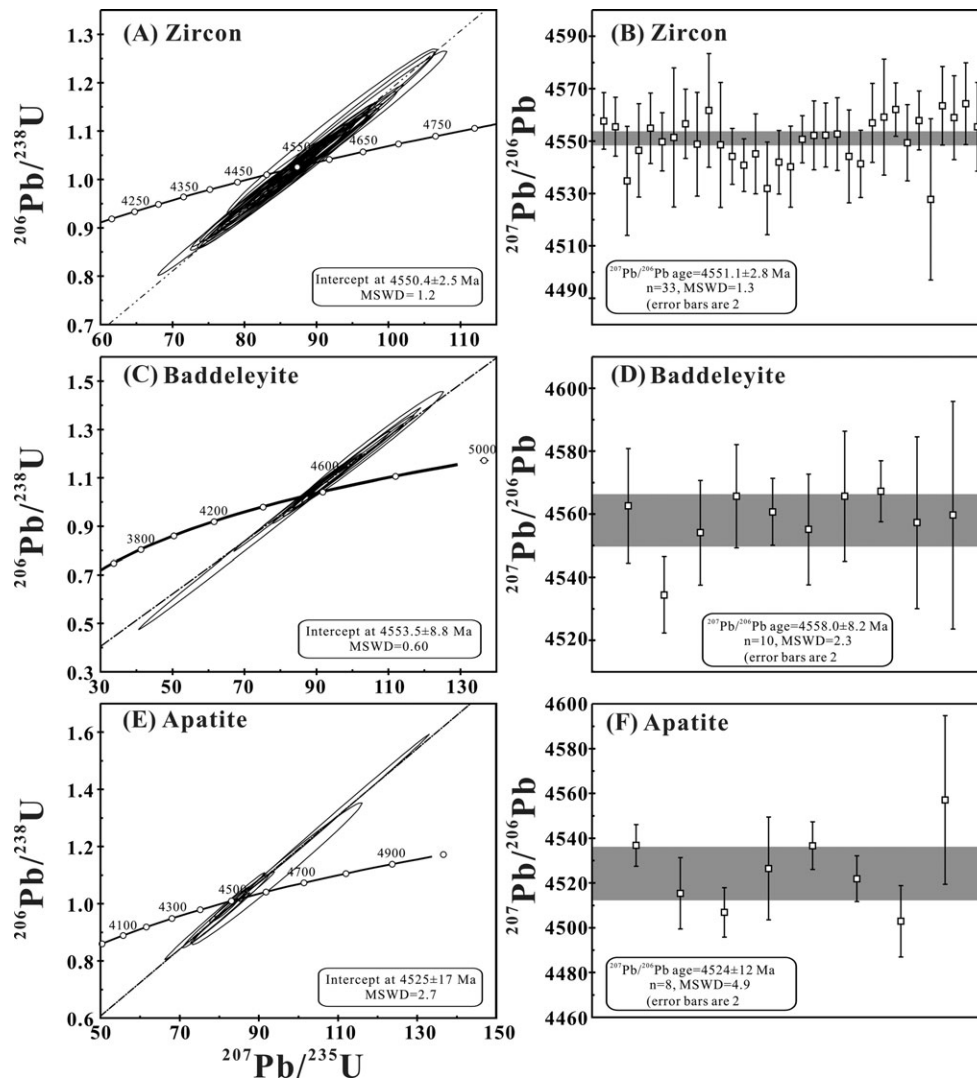 (A) Zircon
1.3
1.2
1.1
1.0
0.9
0.8
0.7
206Pb/238U
4250
4350
4450
4550
4650
4750
Intercept at 4550.4±2.5 Ma
MSWD=1.2
60
70
80
90
100
110
(B) Zircon
4590
4570
4550
4530
4510
4490
207Pb/206Pb
207Pb/206Pb age=4551.1±2.8 Ma
n=33, MSWD=1.3
(error bars are 2
(C) Baddeleyite
1.5
1.3
1.1
0.9
0.7
0.5
0.3
206Pb/238U
3800
4200
4600
5000
Intercept at 4553.5±8.8 Ma
MSWD=0.60
30
50
70
90
110
130
(D) Baddeleyite
4600
4580
4560
4540
4520
207Pb/206Pb
207Pb/206Pb age=4558.0±8.2 Ma
n=10, MSWD=2.3
(error bars are 2
(E) Apatite
1.6
1.4
1.2
1.0
0.8
0.6
206Pb/238U
4100
4300
4500
4700
4900
Intercept at 4525±17 Ma
MSWD=2.7
50
70
90
110
130
150
207Pb/235U
(F) Apatite
4600
4580
4560
4540
4520
4500
4480
4460
207Pb/206Pb
207Pb/206Pb age=4524±12 Ma
n=8, MSWD=4.9
(error bars are 2